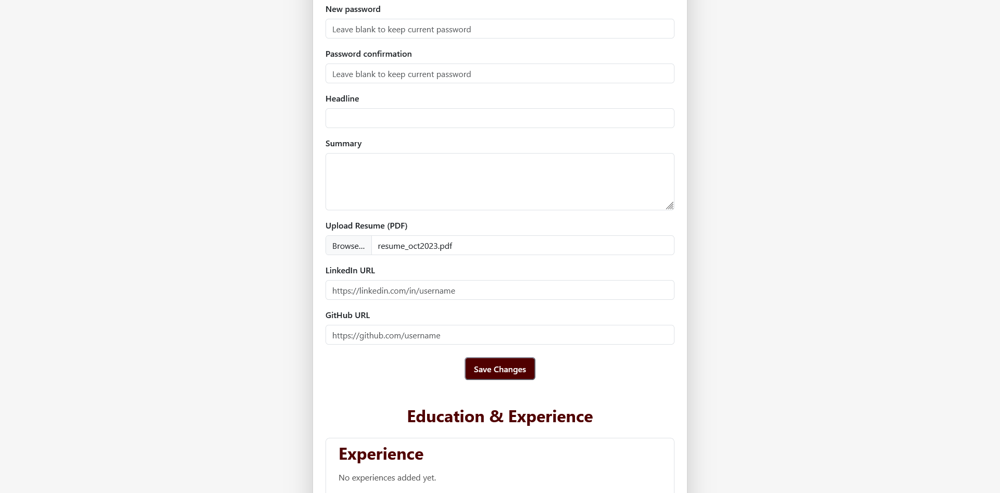 New password
Leave blank to keep current password
Password confirmation
Leave blank to keep current password
Headline
Summary
Upload Resume (PDF)
Browse... resume_oct2023.pdf
LinkedIn URL
https://linkedin.com/in/username
GitHub URL
https://github.com/username
Save Changes
Education & Experience
Experience
No experiences added yet.